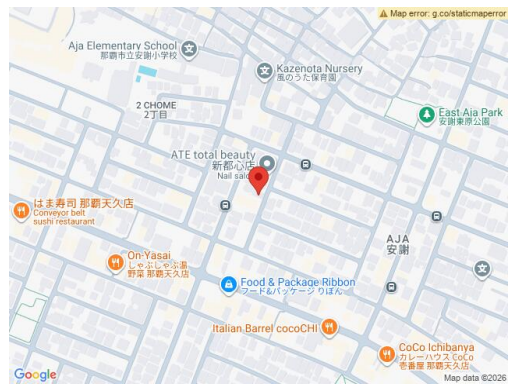 Map error: g.co/staticmaperror
Aja Elementary School
那覇市立安謝小学校
Kazenota Nursery
風のうた保育園
2 CHOME
2丁目
East Aja Park
安謝東原公園
ATE total beauty
新都心店
Nail salon
はま寿司 那覇天久店
Conveyor belt
sushi restaurant
AJA
安謝
On-Yasai
しゃぶしゃぶ温
野菜 那覇天久店
Food & Package Ribbon
フード&パッケージ りぼん
Italian Barrel cocoCHI
CoCo Ichibanya
カレーハウス CoCo
壱番屋 那覇天久店
Google
Map data ©2026